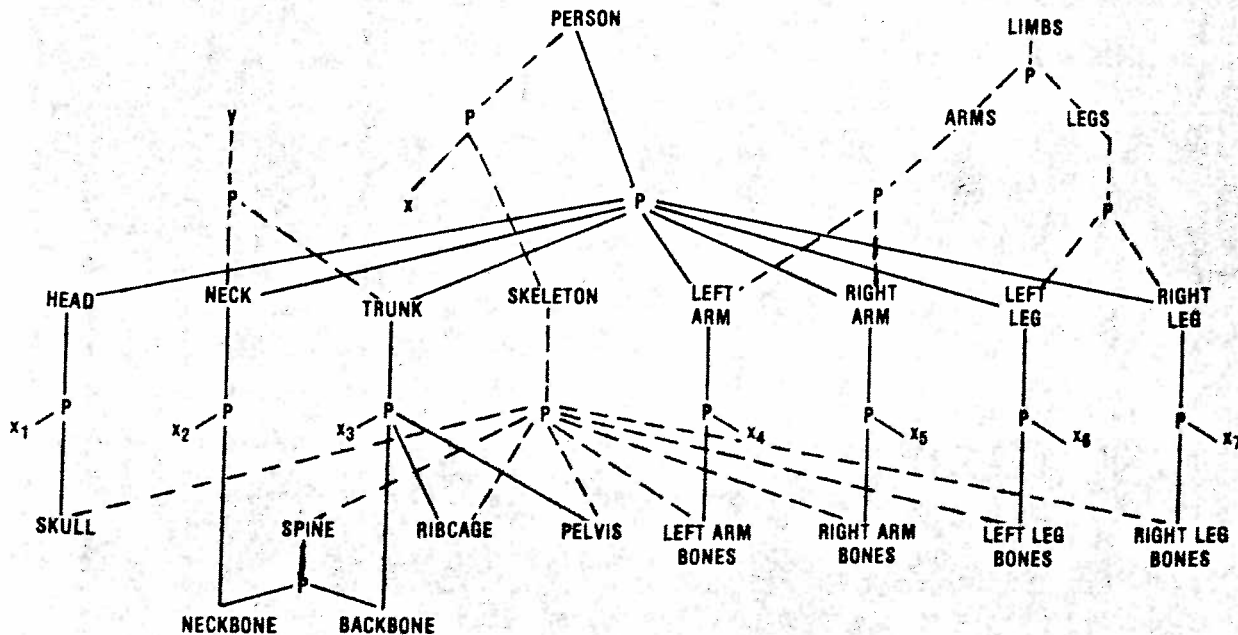 PERSON
LIMBS
P
y
P
ARMS
LEGS
P
x
P
P
P
HEAD
NECK
TRUNK
SKELETON
LEFT
ARM
RIGHT
ARM
LEFT
LEG
RIGHT
LEG
P
x1
P
x2
P
x3
P
P
x4
P
x5
P
x6
P
x7
SKULL
SPINE
RIBCAGE
PELVIS
LEFT ARM
BONES
RIGHT ARM
BONES
LEFT LEG
BONES
RIGHT LEG
BONES
P
NECKBONE
BACKBONE